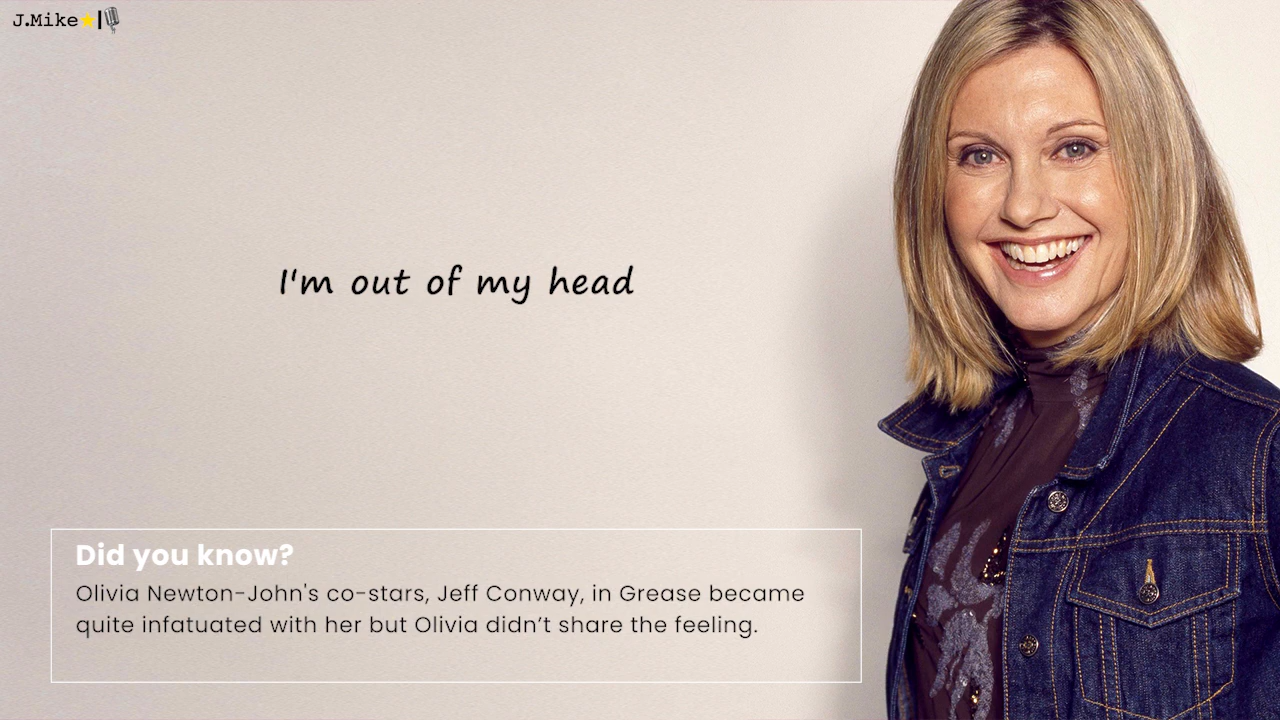 J.Mike
I'm out of my head
Did you know?
Olivia Newton-John's co-stars, Jeff Conway, in Grease became
quite infatuated with her but Olivia didn’t share the feeling.